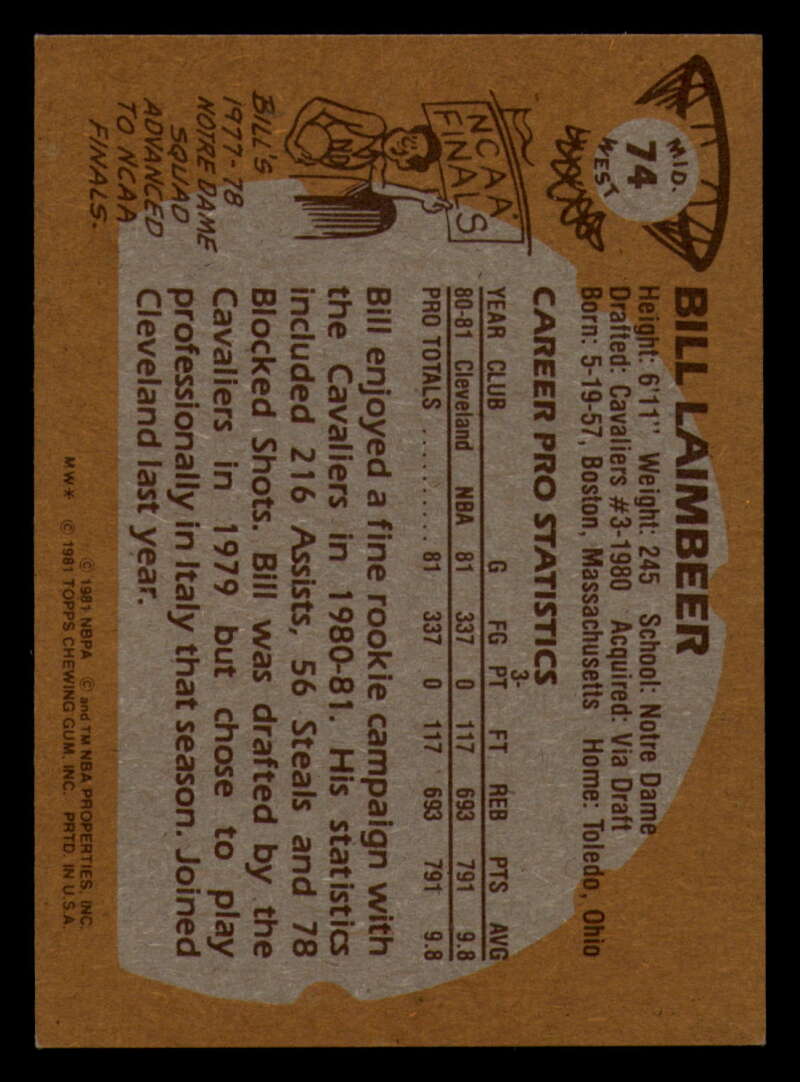 MID.
74
WEST
BILL LAIMBEER
Height: 6'11" Weight: 245 School: Notre Dame
Drafted: Cavaliers #3-1980 Acquired: Via Draft
Born: 5-19-57, Boston, Massachusetts Home: Toledo, Ohio
CAREER PRO STATISTICS
3-
YEAR CLUB G FG PT FT REB PTS AVG
80-81 Cleveland NBA 81 337 0 117 693 791 9.8
PRO TOTALS .......... 81 337 0 117 693 791 9.8
NCAA
FINALS
ND
BILL'S
1977-78
NOTRE DAME
SQUAD
ADVANCED
TO NCAA
FINALS.
Bill enjoyed a fine rookie campaign with
the Cavaliers in 1980-81. His statistics
included 216 Assists, 56 Steals and 78
Blocked Shots. Bill was drafted by the
Cavaliers in 1979 but chose to play
professionally in Italy that season. Joined
Cleveland last year.
© 1981 NBPA © and TM NBA PROPERTIES, INC.
MW* © 1981 TOPPS CHEWING GUM, INC. PRTD. IN U.S.A.